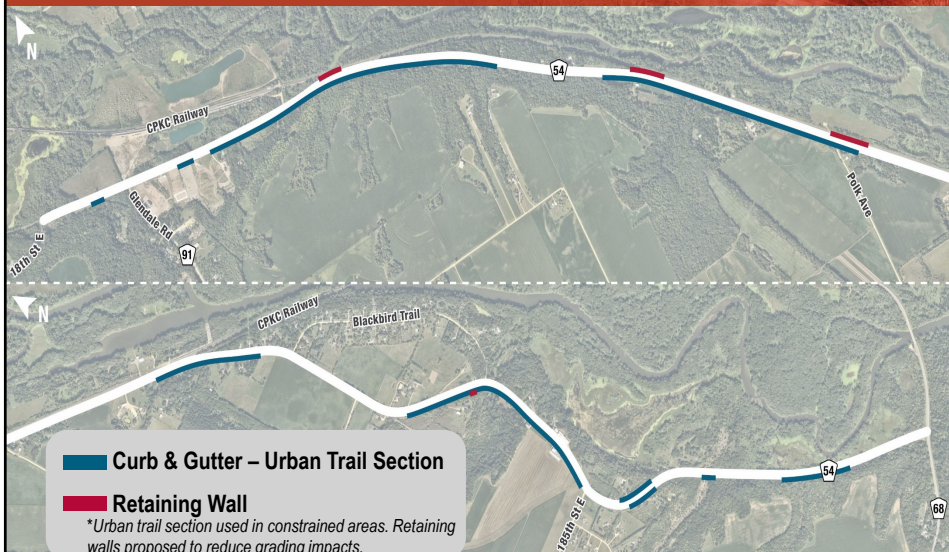 N
54
CPKC Railway
Glendale Rd
18th St E
91
Polk Ave
N
CPKC Railway
Blackbird Trail
Curb & Gutter – Urban Trail Section
54
Retaining Wall
*Urban trail section used in constrained areas. Retaining
walls proposed to reduce grading impacts.
185th St E
68